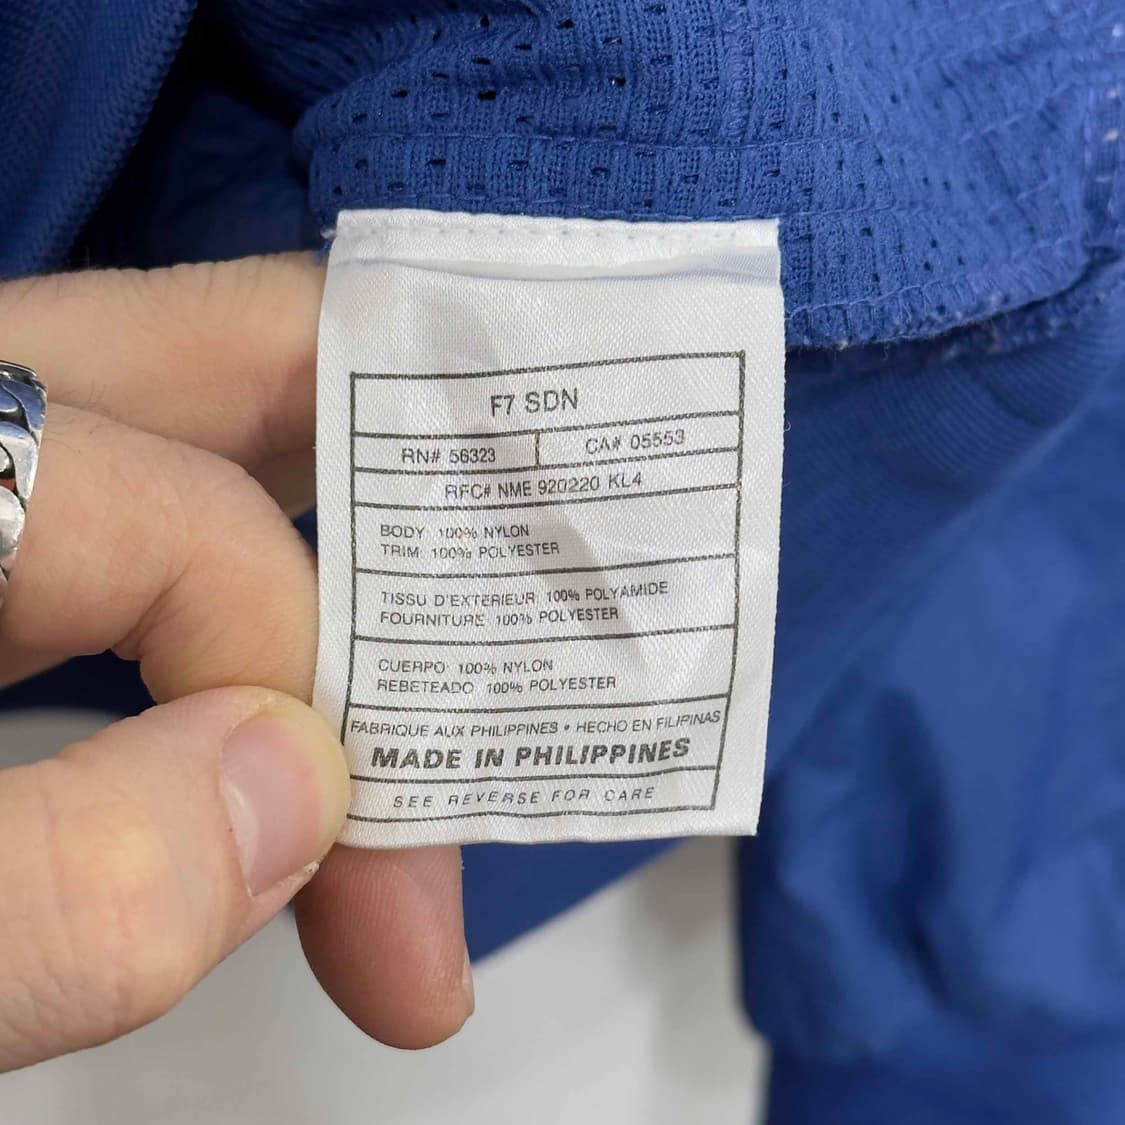 F7 SDN
RN# 56323
CA# 05553
RFC# NME 920220 KL4
BODY: 100% NYLON
TRIM: 100% POLYESTER
TISSU D'EXTERIEUR: 100% POLYAMIDE
FOURNITURE: 100% POLYESTER
CUERPO: 100% NYLON
REBETEADO: 100% POLYESTER
FABRIQUE AUX PHILIPPINES • HECHO EN FILIPINAS
MADE IN PHILIPPINES
SEE REVERSE FOR CARE